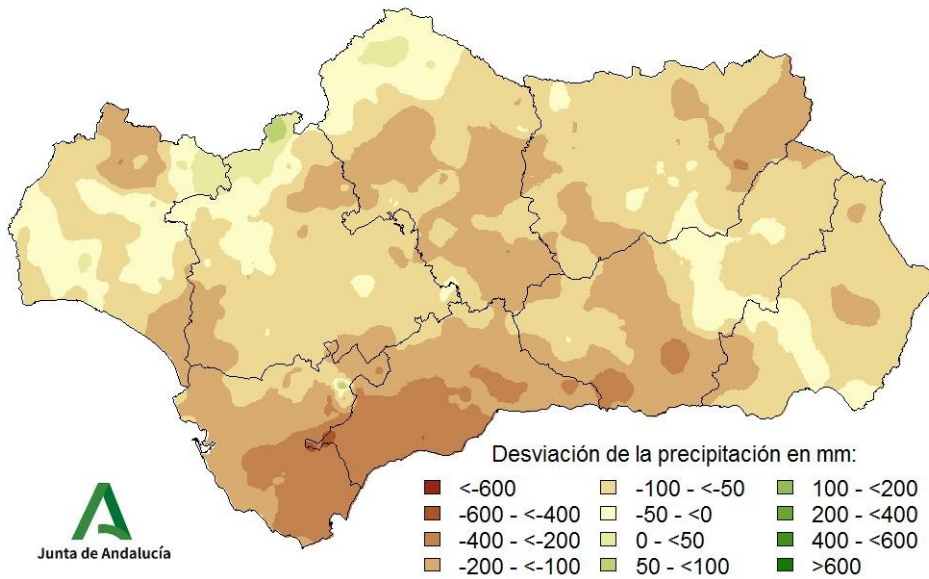 Desviación de la precipitación en mm:
<-600
-600 - <-400
-400 - <-200
-200 - <-100
-100 - <-50
-50 - <0
0 - <50
50 - <100
100 - <200
200 - <400
400 - <600
>600
Junta de Andalucía